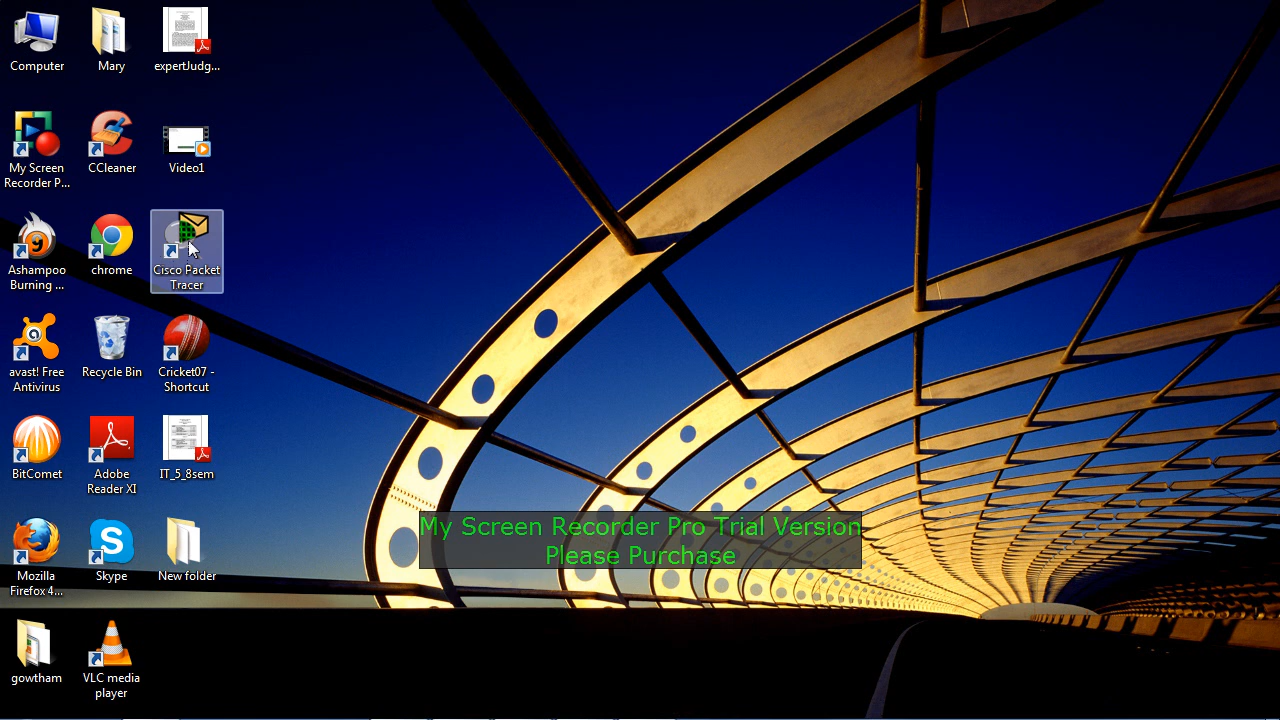 Computer
Mary
expertJudg...
My Screen
Recorder P...
CCleaner
Video1
Ashampoo
Burning ...
chrome
Cisco Packet
Tracer
avast! Free
Antivirus
Recycle Bin
Cricket07 -
Shortcut
BitComet
Adobe
Reader XI
IT_5_8sem
Mozilla
Firefox 4...
Skype
New folder
gowtham
VLC media
player
My Screen Recorder Pro Trial Version
Please Purchase